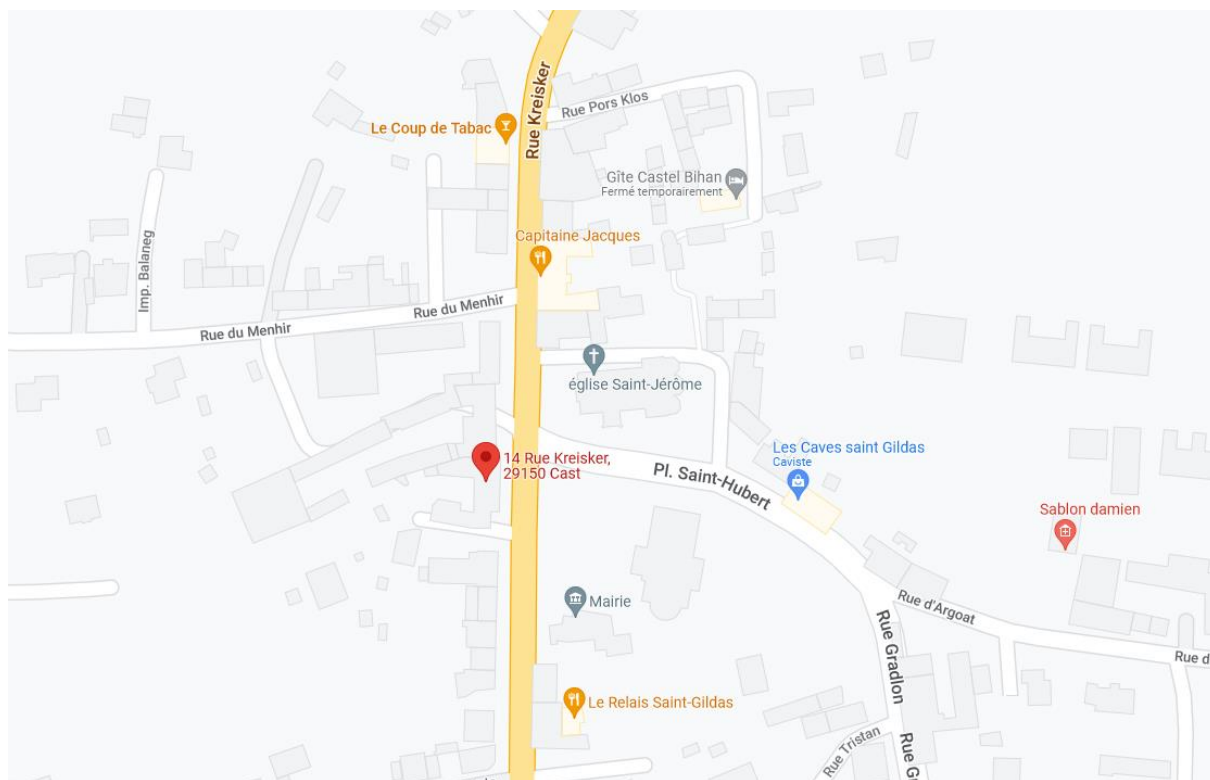 Rue Kreisker
Rue Pors Klos
Le Coup de Tabac
Gîte Castel Bihan
Fermé temporairement
Capitaine Jacques
Imp. Balaneg
Rue du Menhir
Rue du Menhir
église Saint-Jérôme
14 Rue Kreisker,
29150 Cast
Les Caves saint Gildas
Caviste
Pl. Saint-Hubert
Sablon damien
Mairie
Rue d'Argoat
Rue Gradlon
Rue d
Le Relais Saint-Gildas
Rue Tristan
Rue G